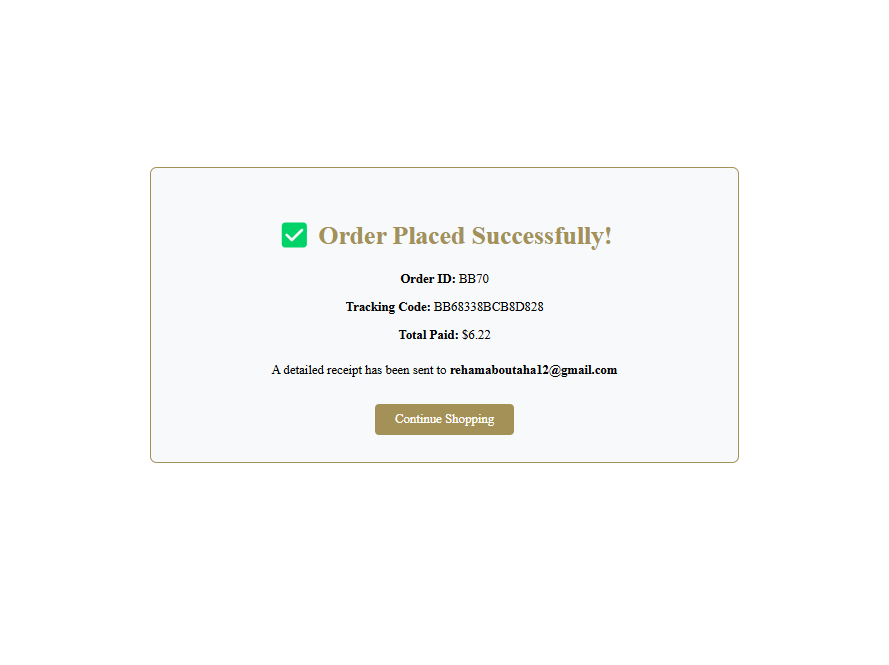 ✅ Order Placed Successfully!
Order ID: BB70
Tracking Code: BB68338BCB8D828
Total Paid: $6.22
A detailed receipt has been sent to rehamaboutaha12@gmail.com
Continue Shopping